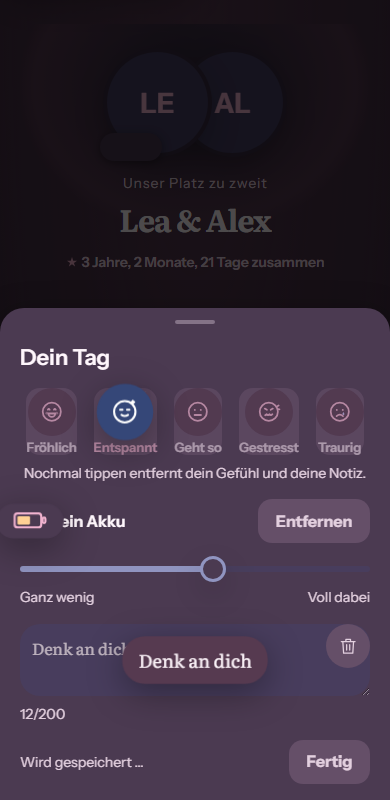 LE AL
Unser Platz zu zweit
Lea & Alex
★ 3 Jahre, 2 Monate, 21 Tage zusammen
Dein Tag
Fröhlich Entspannt Geht so Gestresst Traurig
Nochmal tippen entfernt dein Gefühl und deine Notiz.
ein Akku Entfernen
Ganz wenig Voll dabei
Denk an dich
Denk an dich
12/200
Wird gespeichert ... Fertig